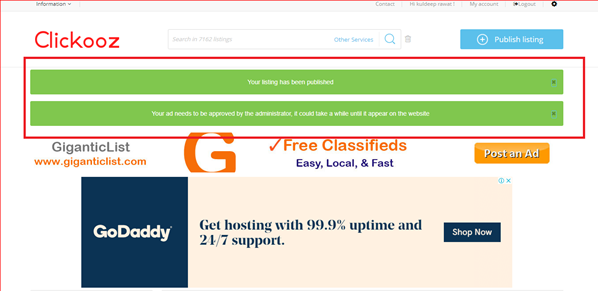 Information
Contact Hi kuldeep rawat ! My account Logout
Clickooz
Search in 7162 listings
Other Services
Publish listing
Your listing has been published
Your ad needs to be approved by the administrator, it could take a while until it appear on the website
GiganticList
www.giganticlist.com
G
✓Free Classifieds
Easy, Local, & Fast
Post an Ad
GoDaddy
Get hosting with 99.9% uptime and
24/7 support.
Shop Now